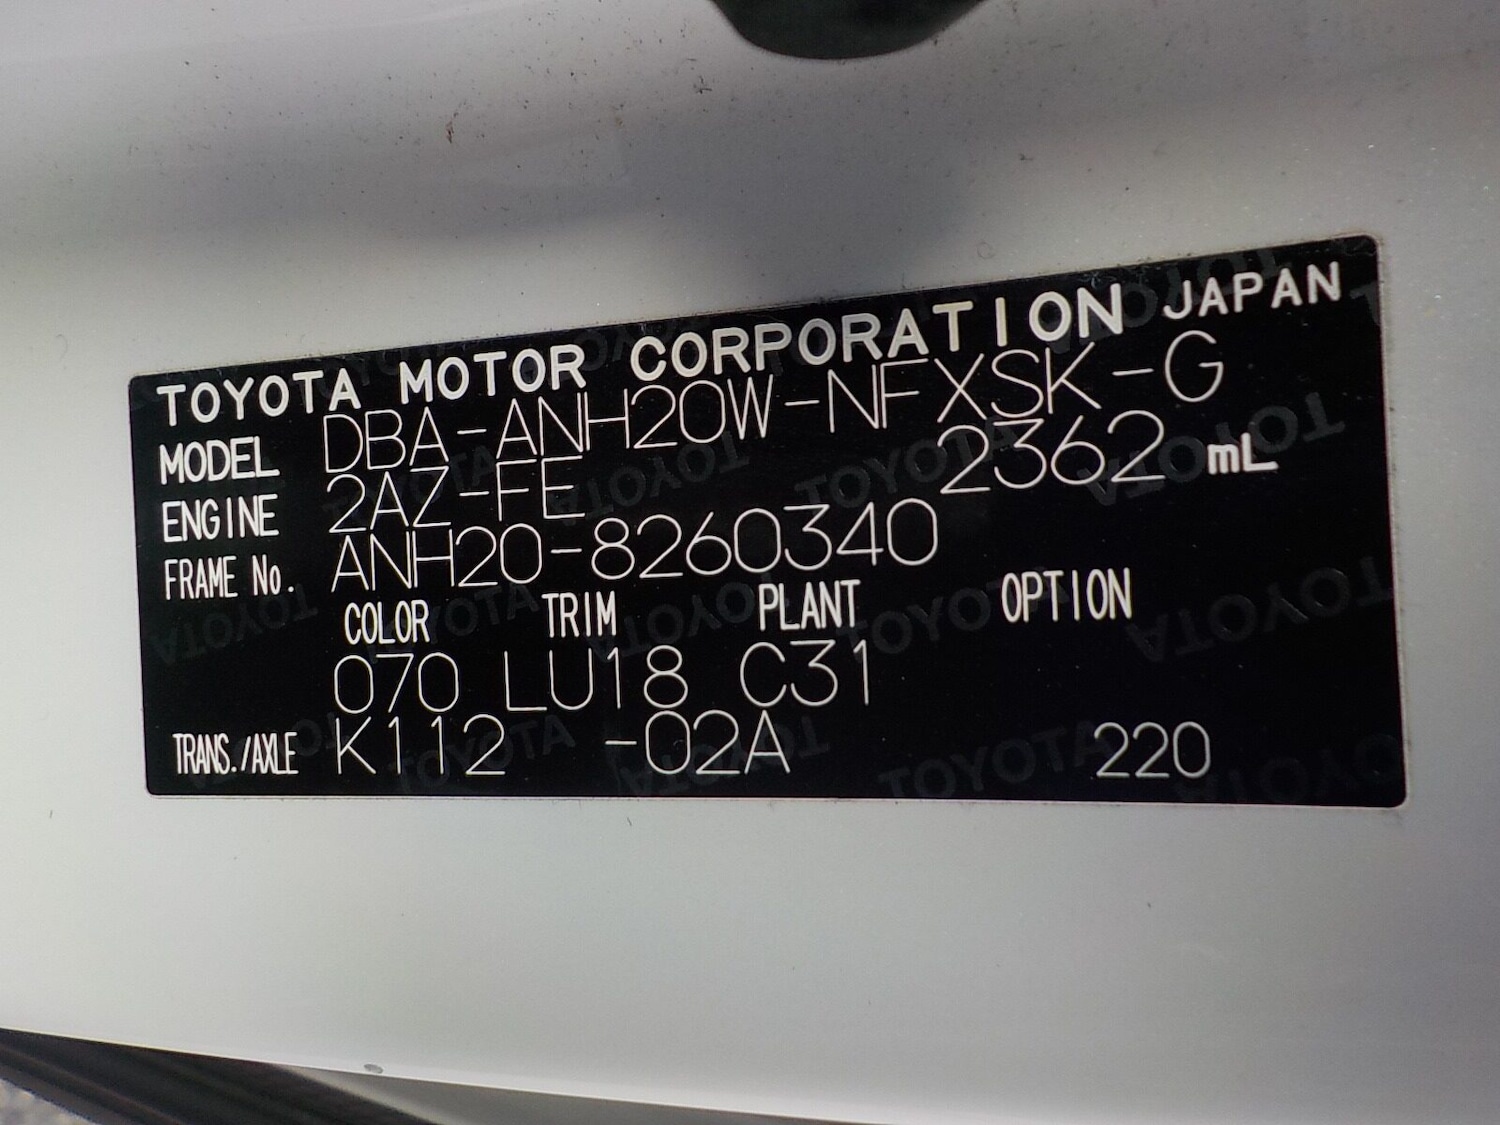 TOYOTA MOTOR CORPORATION JAPAN
MODEL DBA-ANH20W-NFXSK-G
ENGINE 2AZ-FE 2362 mL
FRAME No. ANH20-8260340
COLOR TRIM PLANT OPTION
070 LU18 C31
TRANS./AXLE K112 -02A 220